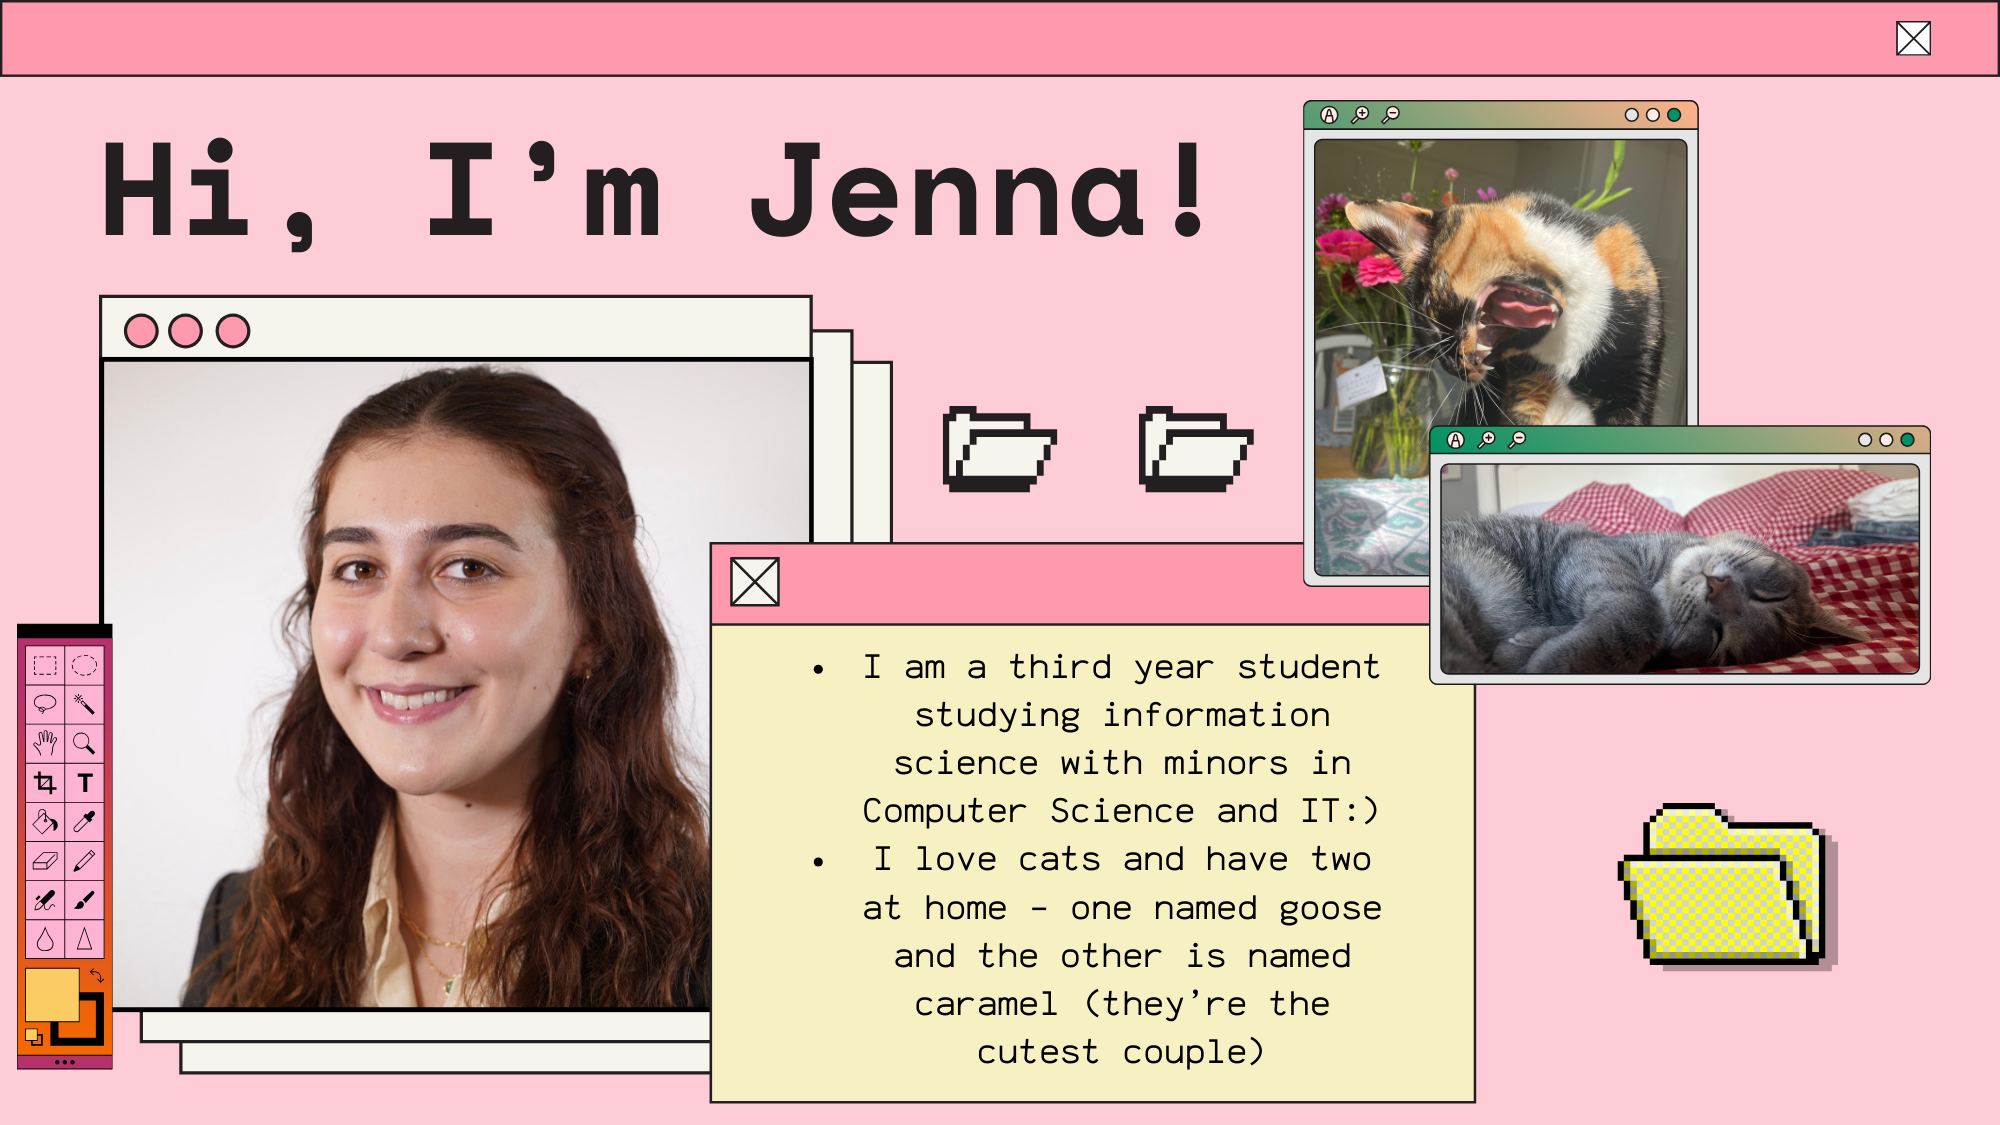 Hi, I’m Jenna!
• I am a third year student
studying information
science with minors in
Computer Science and IT:)
• I love cats and have two
at home - one named goose
and the other is named
caramel (they’re the
cutest couple)
A
A
T